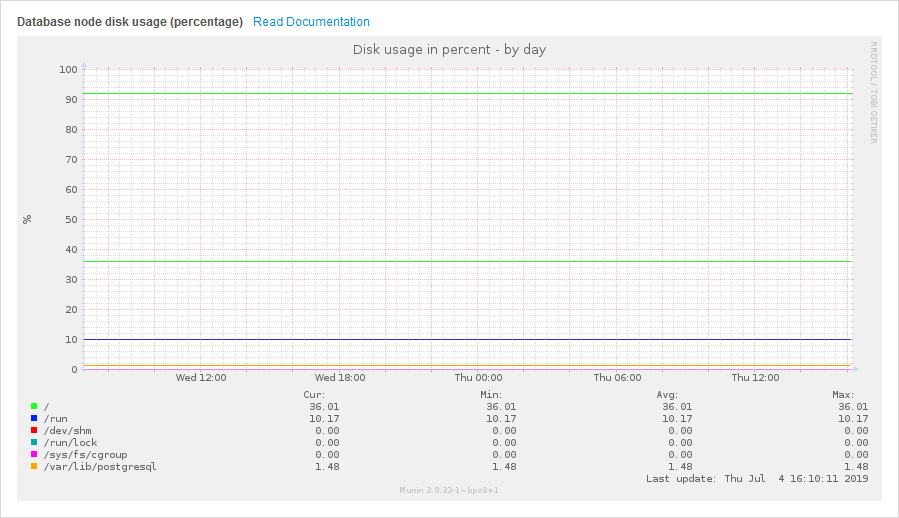 Database node disk usage (percentage) Read Documentation
Disk usage in percent - by day
RRDTOOL / TOBI OETIKER
100
90
80
70
60
50
40
30
20
10
0
%
Wed 12:00 Wed 18:00 Thu 00:00 Thu 06:00 Thu 12:00
Cur: Min: Avg: Max:
/ 36.01 36.01 36.01 36.01
/run 10.17 10.17 10.17 10.17
/dev/shm 0.00 0.00 0.00 0.00
/run/lock 0.00 0.00 0.00 0.00
/sys/fs/cgroup 0.00 0.00 0.00 0.00
/var/lib/postgresql 1.48 1.48 1.48 1.48
Last update: Thu Jul 4 16:10:11 2019
Munin 2.0.33-1~bpo8+1